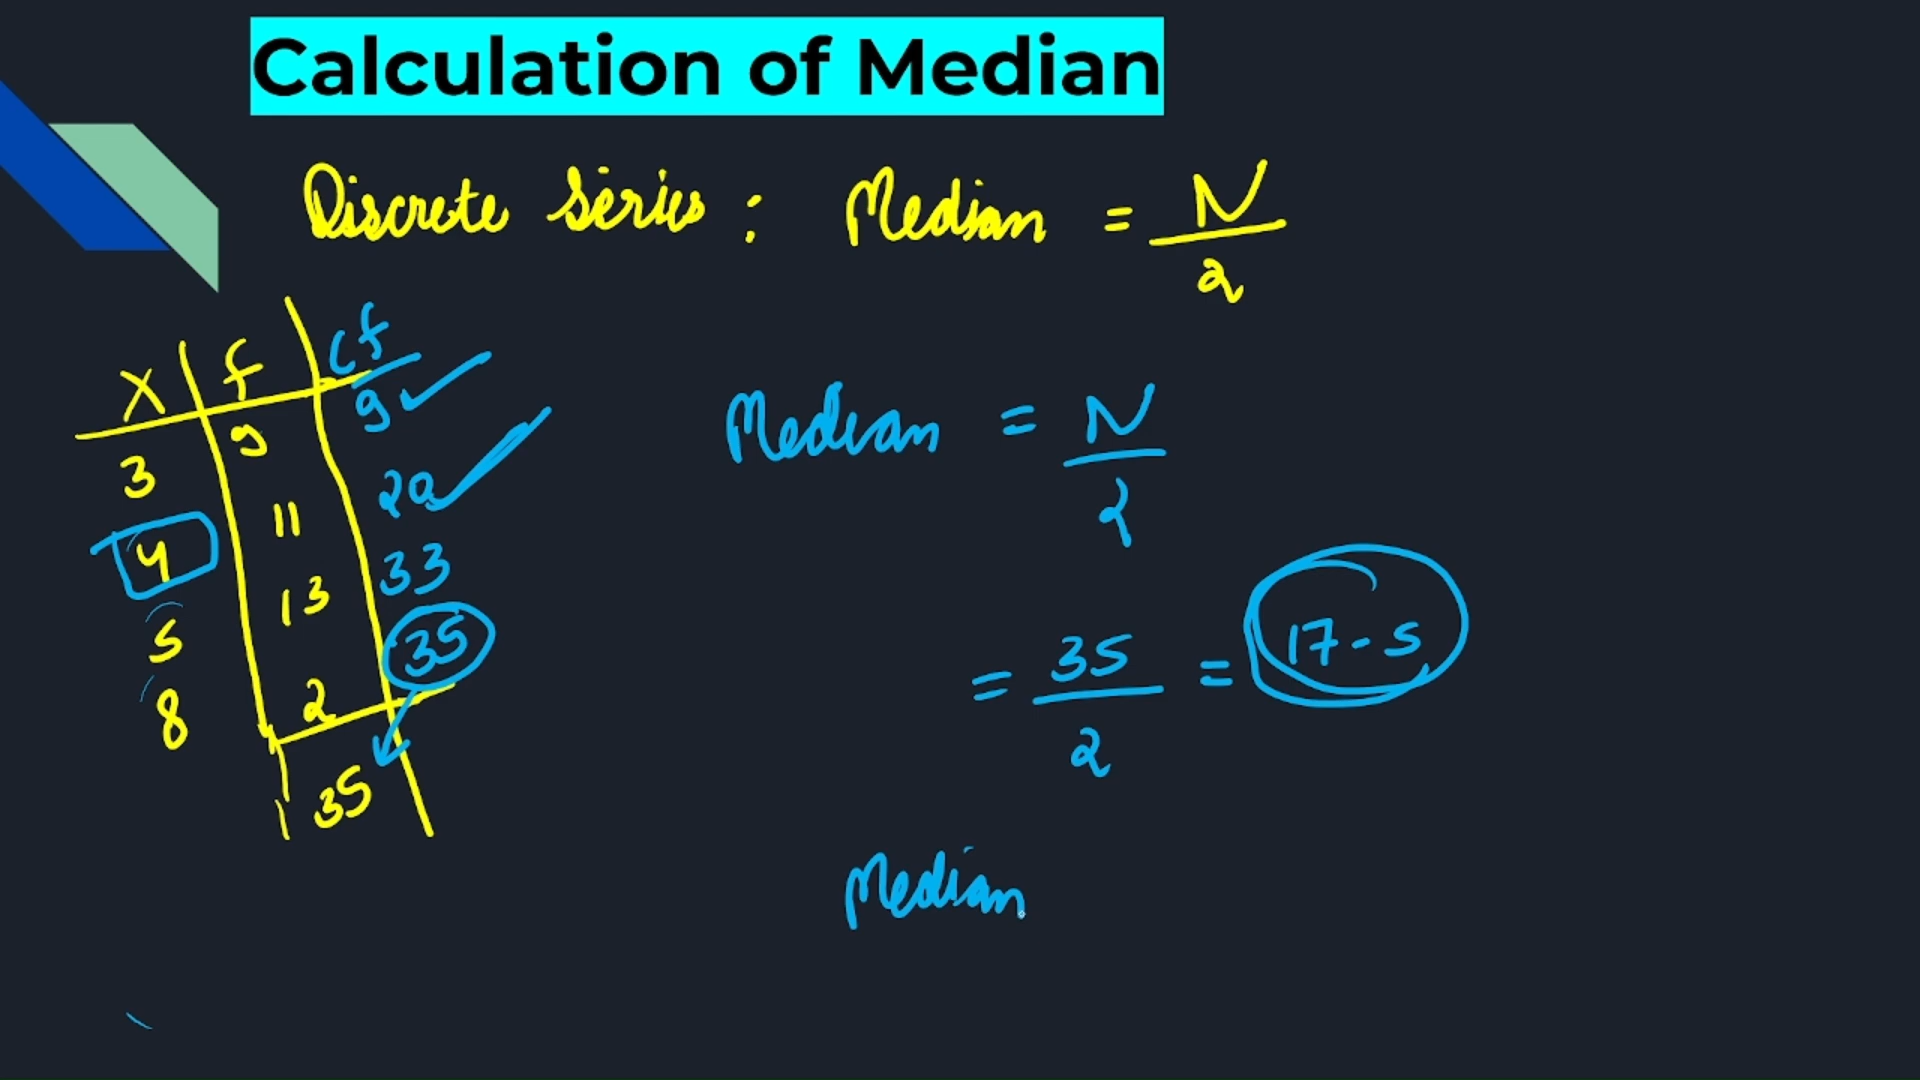 Calculation of Median
Discrete Series : Median = N/2
X f cf
3 9 9
4 11 20
5 13 33
8 2 35
35
Median = N/2
= 35/2 = 17-5
Median